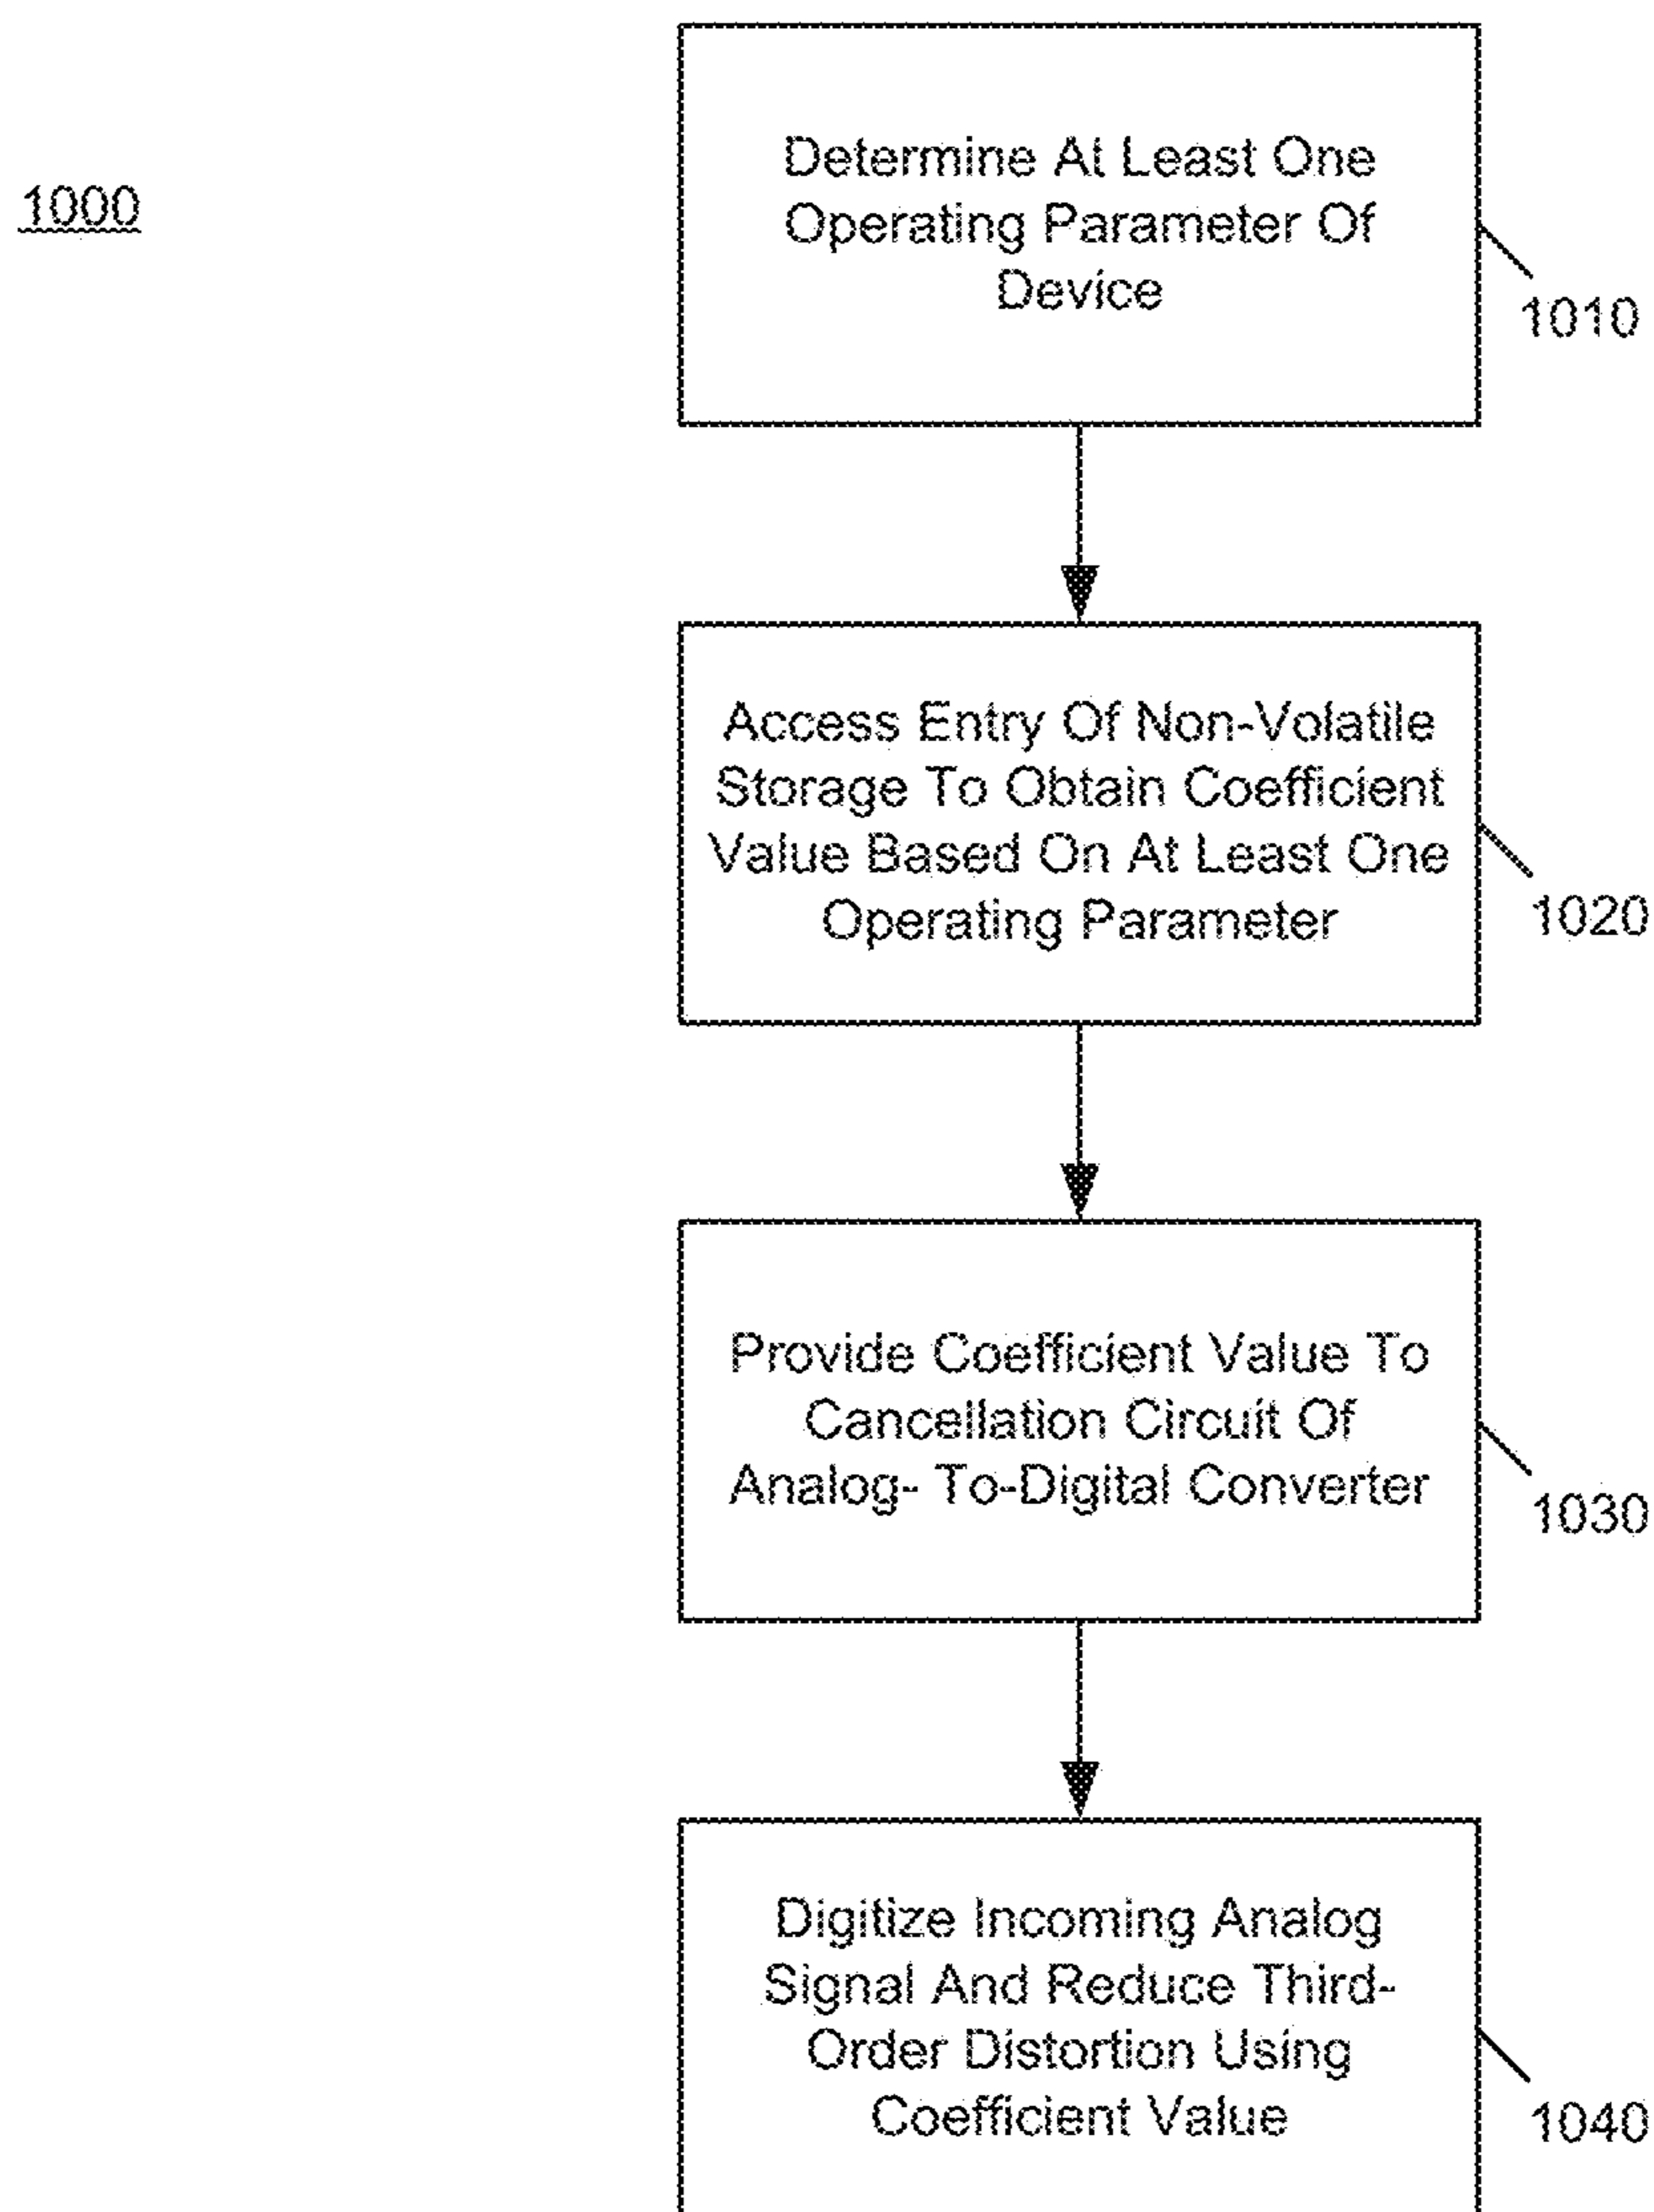 1000
Determine At Least One
Operating Parameter Of
Device
1010
Access Entry Of Non-Volatile
Storage To Obtain Coefficient
Value Based On At Least One
Operating Parameter
1020
Provide Coefficient Value To
Cancellation Circuit Of
Analog- To-Digital Converter
1030
Digitize Incoming Analog
Signal And Reduce Third-
Order Distortion Using
Coefficient Value
1040